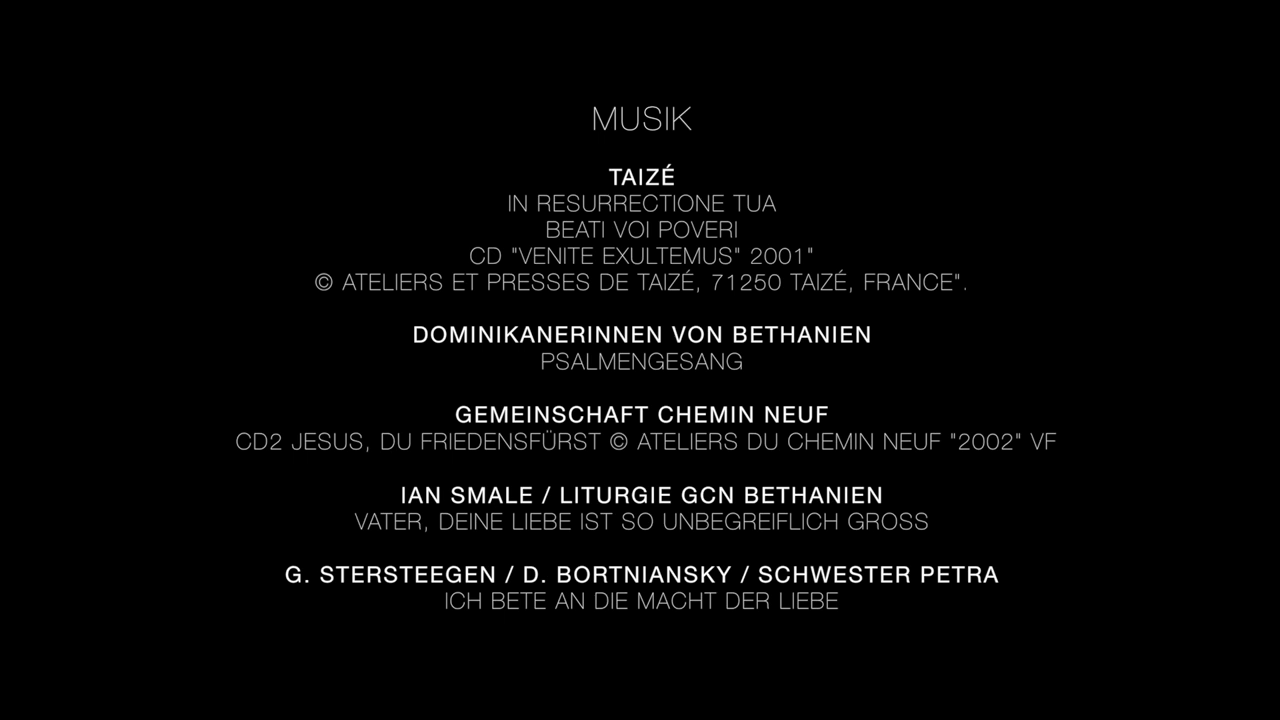 MUSIK
TAIZÉ
IN RESURRECTIONE TUA
BEATI VOI POVERI
CD "VENITE EXULTEMUS" 2001"
© ATELIERS ET PRESSES DE TAIZÉ, 71250 TAIZÉ, FRANCE".
DOMINIKANERINNEN VON BETHANIEN
PSALMENGESANG
GEMEINSCHAFT CHEMIN NEUF
CD2 JESUS, DU FRIEDENSFÜRST © ATELIERS DU CHEMIN NEUF "2002" VF
IAN SMALE / LITURGIE GCN BETHANIEN
VATER, DEINE LIEBE IST SO UNBEGREIFLICH GROSS
G. STERSTEEGEN / D. BORTNIANSKY / SCHWESTER PETRA
ICH BETE AN DIE MACHT DER LIEBE